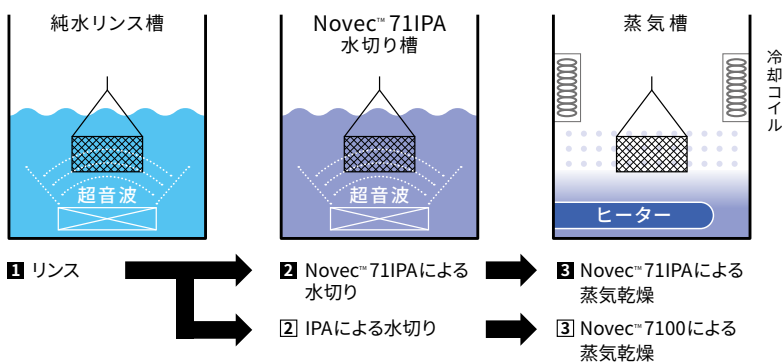 純水リンス槽
Novec™ 71IPA
水切り槽
蒸気槽
冷却コイル
超音波
超音波
ヒーター
1 リンス
2 Novec™ 71IPAによる
水切り
3 Novec™ 71IPAによる
蒸気乾燥
2 IPAによる水切り
3 Novec™ 7100による
蒸気乾燥